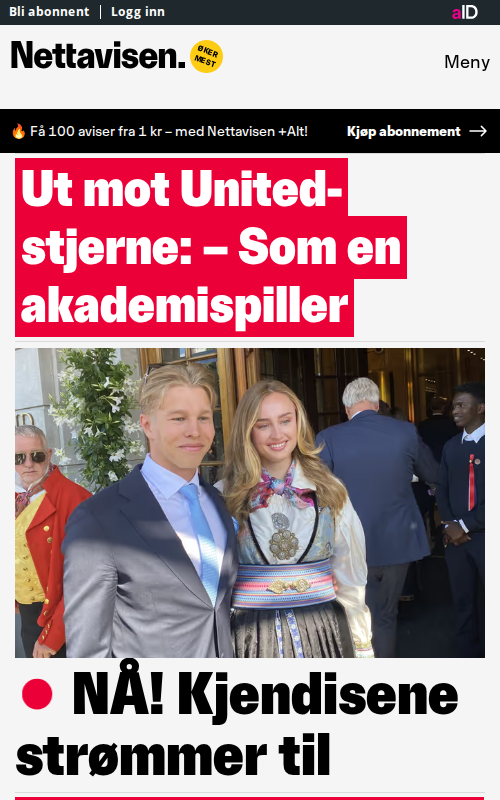 Bli abonnent | Logg inn
aID
Nettavisen.
ØKER
MEST
Meny
🔥 Få 100 aviser fra 1 kr – med Nettavisen +Alt!
Kjøp abonnement →
Ut mot United-
stjerne: – Som en
akademispiller
NÅ! Kjendisene
strømmer til